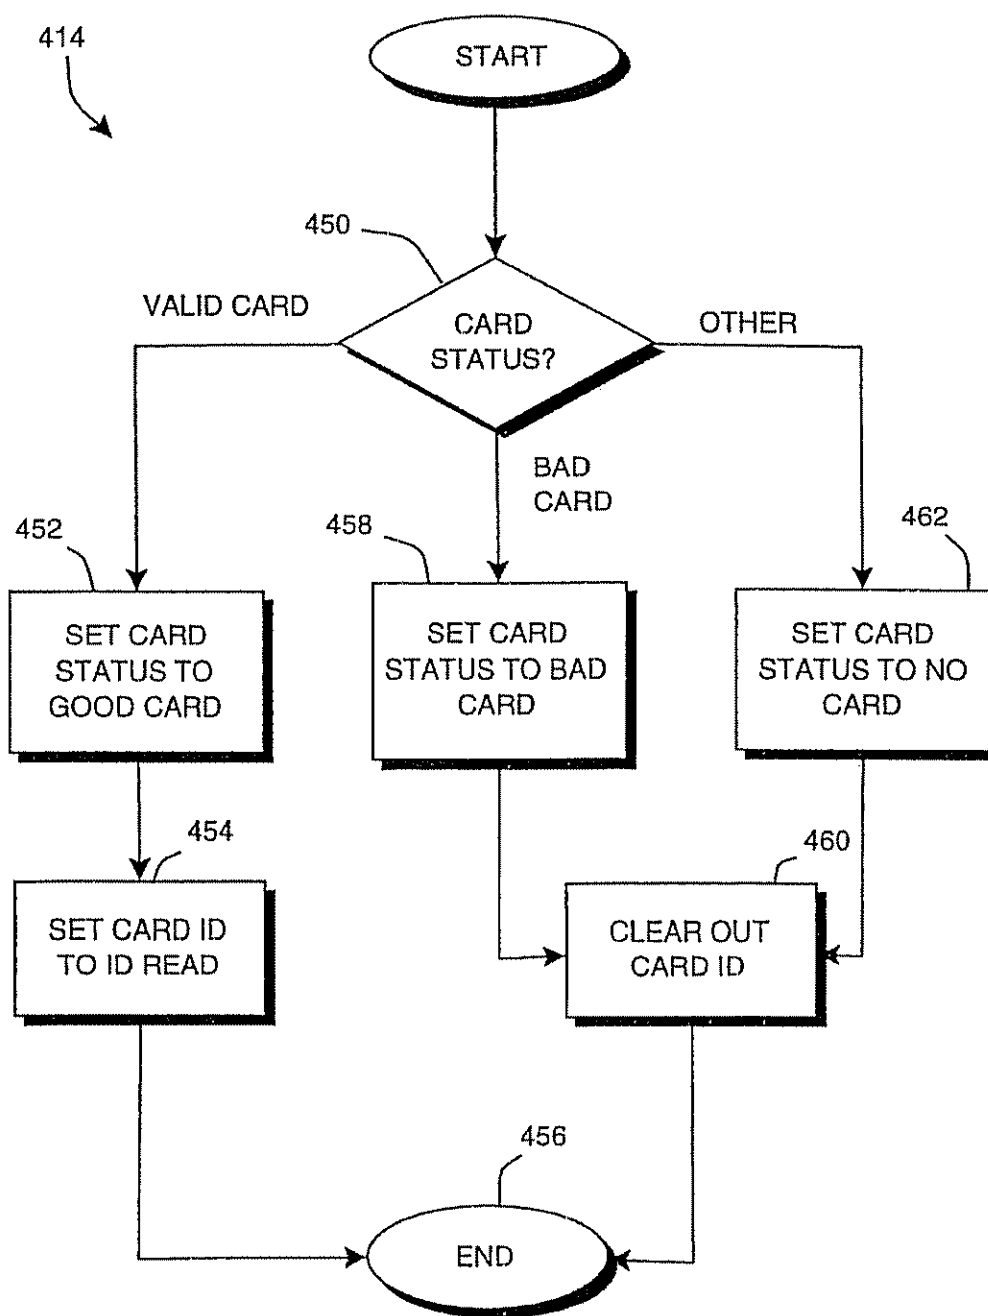 414
START
450
VALID CARD
CARD
STATUS?
OTHER
BAD
CARD
452
458
462
SET CARD
STATUS TO
GOOD CARD
SET CARD
STATUS TO BAD
CARD
SET CARD
STATUS TO NO
CARD
454
460
SET CARD ID
TO ID READ
CLEAR OUT
CARD ID
456
END